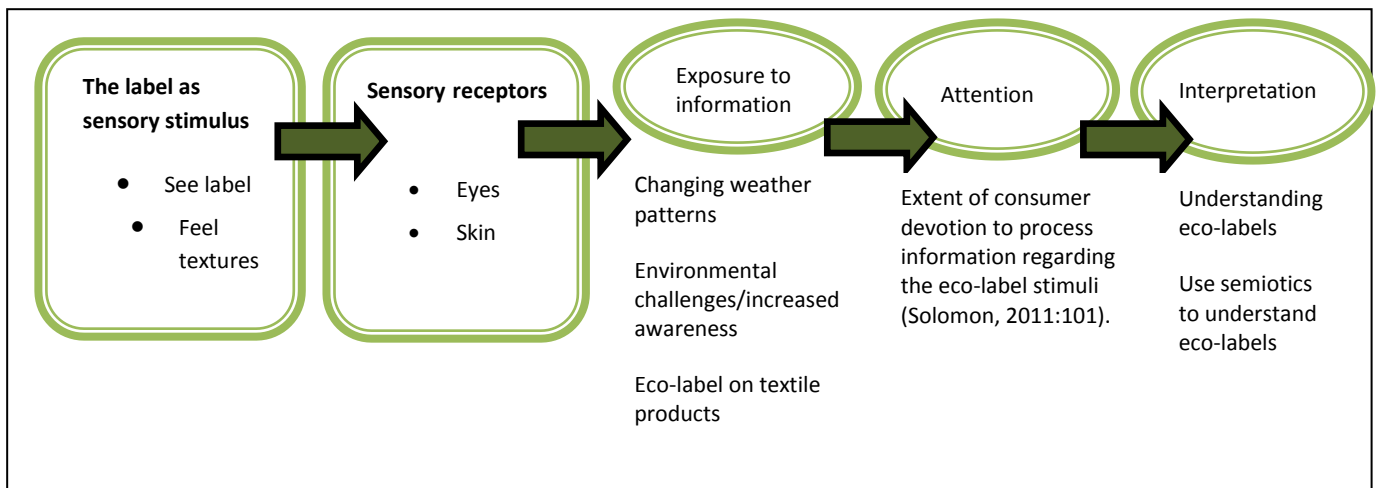 The label as
sensory stimulus
● See label
● Feel
textures
Sensory receptors
• Eyes
• Skin
Exposure to
information
Changing weather
patterns
Environmental
challenges/increased
awareness
Eco-label on textile
products
Attention
Extent of consumer
devotion to process
information regarding
the eco-label stimuli
(Solomon, 2011:101).
Interpretation
Understanding
eco-labels
Use semiotics
to understand
eco-labels